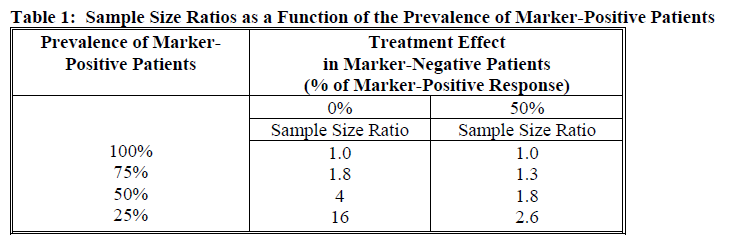 Table 1: Sample Size Ratios as a Function of the Prevalence of Marker-Positive Patients
Prevalence of Marker-
Positive Patients
Treatment Effect
in Marker-Negative Patients
(% of Marker-Positive Response)
0% 50%
Sample Size Ratio Sample Size Ratio
100% 1.0 1.0
75% 1.8 1.3
50% 4 1.8
25% 16 2.6